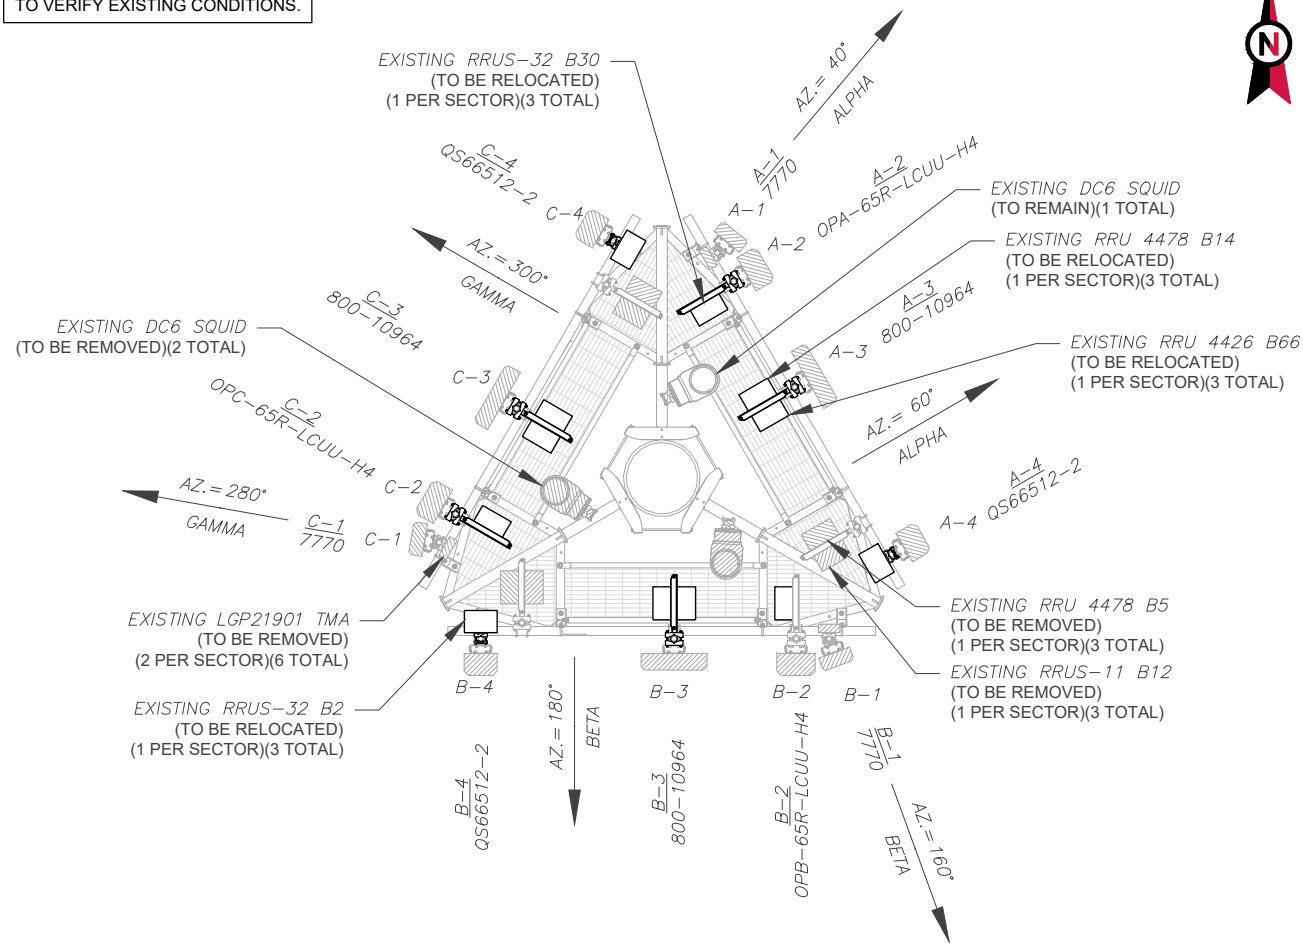 TO VERIFY EXISTING CONDITIONS.
N
EXISTING RRUS-32 B30
(TO BE RELOCATED)
(1 PER SECTOR)(3 TOTAL)
AZ.= 40°
ALPHA
C-4
QS66512-2
A-1
7770
A-2
OPA-65R-LCUU-H4
C-4
A-1
A-2
EXISTING DC6 SQUID
(TO REMAIN)(1 TOTAL)
AZ.= 300°
GAMMA
EXISTING RRU 4478 B14
(TO BE RELOCATED)
(1 PER SECTOR)(3 TOTAL)
C-3
800-10964
A-3
800-10964
EXISTING DC6 SQUID
(TO BE REMOVED)(2 TOTAL)
A-3
EXISTING RRU 4426 B66
(TO BE RELOCATED)
(1 PER SECTOR)(3 TOTAL)
C-3
C-2
OPC-65R-LCUU-H4
AZ.= 60°
ALPHA
AZ.= 280°
GAMMA
C-2
A-4
QS66512-2
C-1
7770
C-1
A-4
EXISTING LGP21901 TMA
(TO BE REMOVED)
(2 PER SECTOR)(6 TOTAL)
EXISTING RRU 4478 B5
(TO BE REMOVED)
(1 PER SECTOR)(3 TOTAL)
EXISTING RRUS-11 B12
(TO BE REMOVED)
(1 PER SECTOR)(3 TOTAL)
EXISTING RRUS-32 B2
(TO BE RELOCATED)
(1 PER SECTOR)(3 TOTAL)
B-4
B-3
B-2
B-1
AZ.= 180°
BETA
B-4
QS66512-2
B-3
800-10964
B-2
OPB-65R-LCUU-H4
B-1
7770
AZ.= 160°
BETA